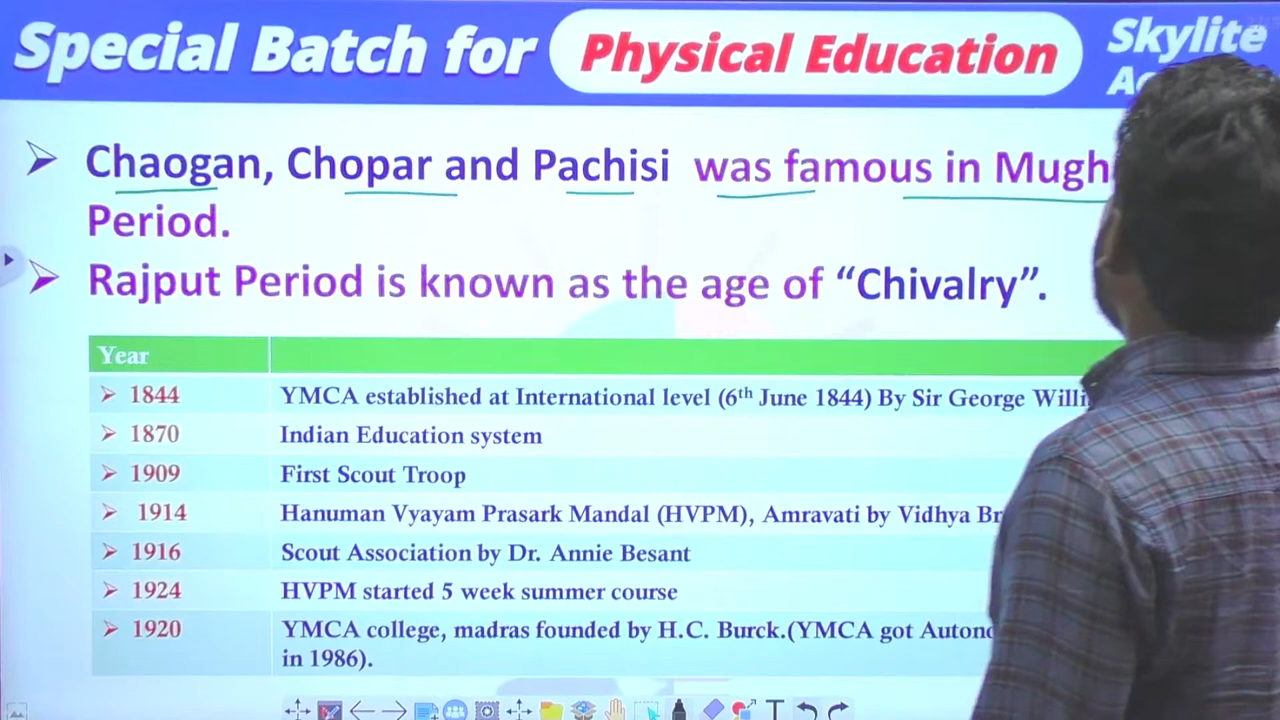 Special Batch for Physical Education Skylite
➢ Chaogan, Chopar and Pachisi was famous in
Period.
➢ Rajput Period is known as the age of “Chivalry”.
Year
➢ 1844 YMCA established at International level (6th June 1844) By Sir George
➢ 1870 Indian Education system
➢ 1909 First Scout Troop
➢ 1914 Hanuman Vyayam Prasark Mandal (HVPM), Amravati by Vidhya
➢ 1916 Scout Association by Dr. Annie Besant
➢ 1924 HVPM started 5 week summer course
➢ 1920 YMCA college, madras founded by H.C. Burck.(YMCA got
in 1986).